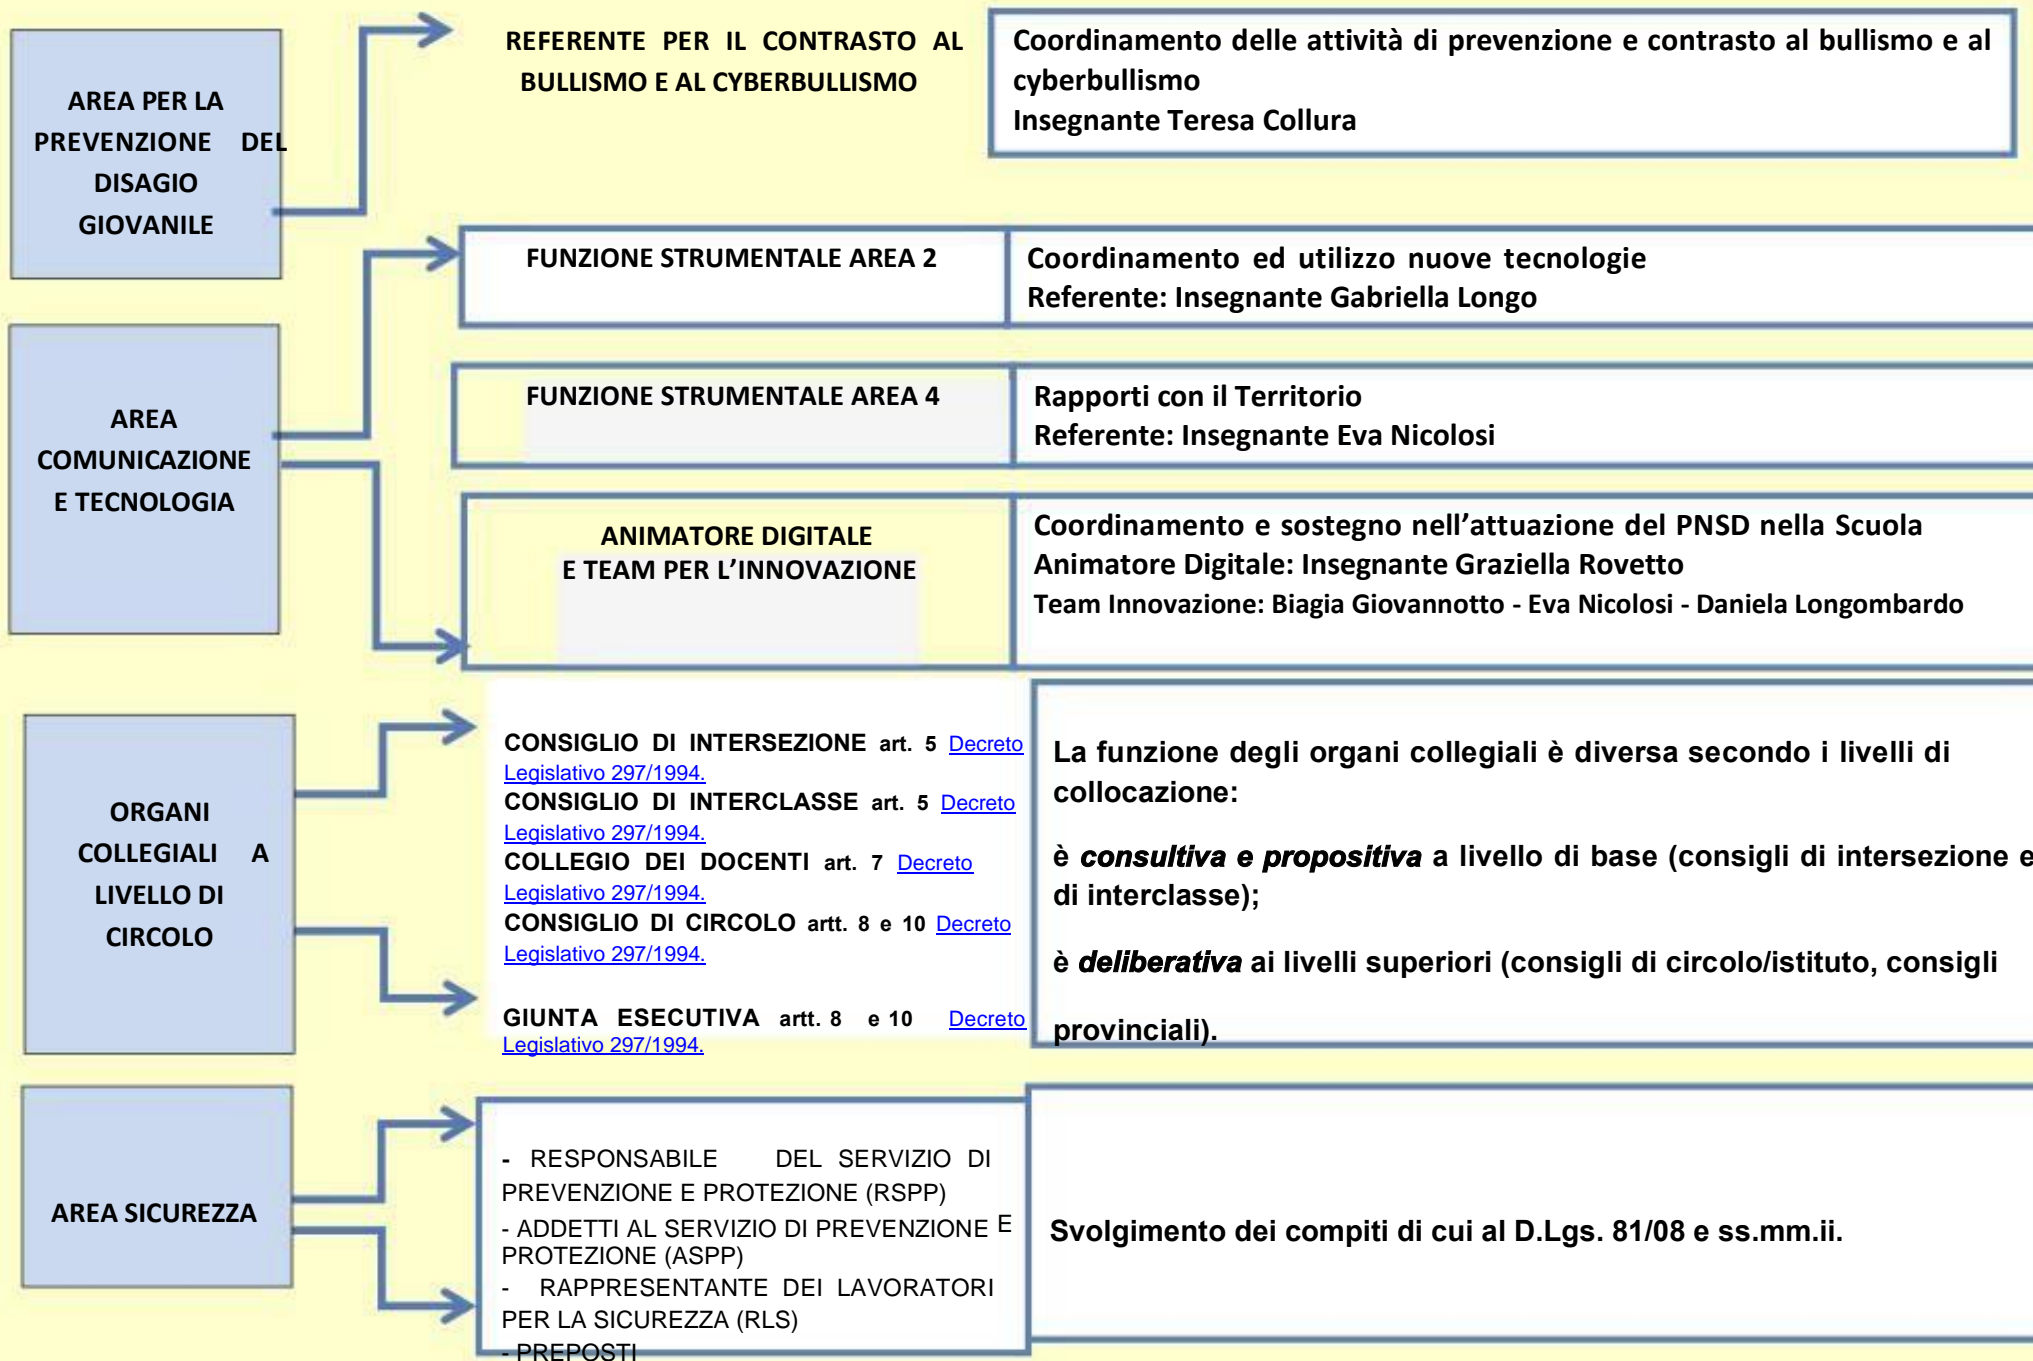 AREA PER LA
PREVENZIONE DEL
DISAGIO
GIOVANILE
REFERENTE PER IL CONTRASTO AL
BULLISMO E AL CYBERBULLISMO
Coordinamento delle attività di prevenzione e contrasto al bullismo e al
cyberbullismo
Insegnante Teresa Collura
AREA
COMUNICAZIONE
E TECNOLOGIA
FUNZIONE STRUMENTALE AREA 2
Coordinamento ed utilizzo nuove tecnologie
Referente: Insegnante Gabriella Longo
FUNZIONE STRUMENTALE AREA 4
Rapporti con il Territorio
Referente: Insegnante Eva Nicolosi
ANIMATORE DIGITALE
E TEAM PER L’INNOVAZIONE
Coordinamento e sostegno nell’attuazione del PNSD nella Scuola
Animatore Digitale: Insegnante Graziella Rovetto
Team Innovazione: Biagia Giovannotto - Eva Nicolosi - Daniela Longombardo
ORGANI
COLLEGIALI A
LIVELLO DI
CIRCOLO
CONSIGLIO DI INTERSEZIONE art. 5 Decreto
Legislativo 297/1994.
CONSIGLIO DI INTERCLASSE art. 5 Decreto
Legislativo 297/1994.
COLLEGIO DEI DOCENTI art. 7 Decreto
Legislativo 297/1994.
CONSIGLIO DI CIRCOLO artt. 8 e 10 Decreto
Legislativo 297/1994.
GIUNTA ESECUTIVA artt. 8 e 10 Decreto
Legislativo 297/1994.
La funzione degli organi collegiali è diversa secondo i livelli di
collocazione:
è consultiva e propositiva a livello di base (consigli di intersezione e
di interclasse);
è deliberativa ai livelli superiori (consigli di circolo/istituto, consigli
provinciali).
AREA SICUREZZA
- RESPONSABILE DEL SERVIZIO DI
PREVENZIONE E PROTEZIONE (RSPP)
- ADDETTI AL SERVIZIO DI PREVENZIONE E
PROTEZIONE (ASPP)
- RAPPRESENTANTE DEI LAVORATORI
PER LA SICUREZZA (RLS)
- PREPOSTI
Svolgimento dei compiti di cui al D.Lgs. 81/08 e ss.mm.ii.